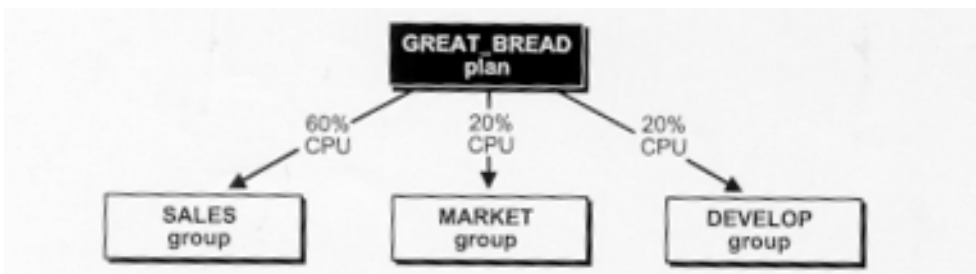 GREAT_BREAD
plan
60%
CPU
20%
CPU
20%
CPU
SALES
group
MARKET
group
DEVELOP
group